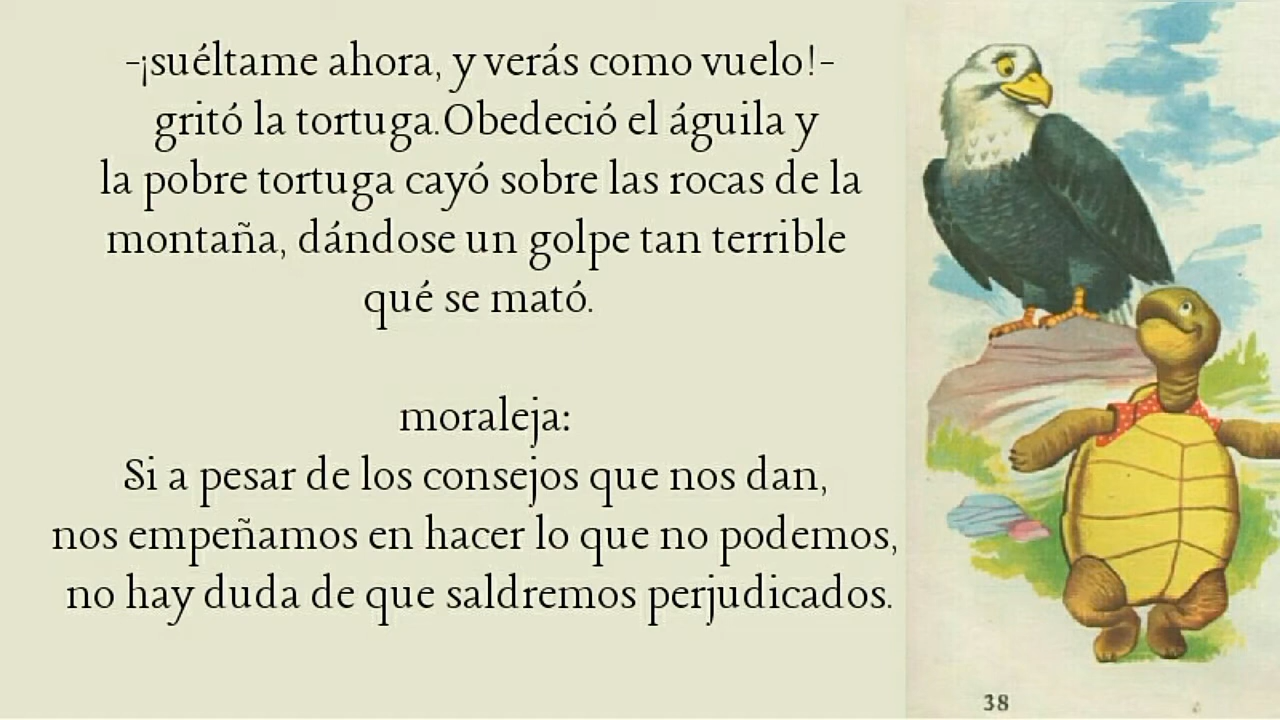 -¡suéltame ahora, y verás como vuelo!-
gritó la tortuga.Obedeció el águila y
la pobre tortuga cayó sobre las rocas de la
montaña, dándose un golpe tan terrible
qué se mató.
moraleja:
Si a pesar de los consejos que nos dan,
nos empeñamos en hacer lo que no podemos,
no hay duda de que saldremos perjudicados.
38